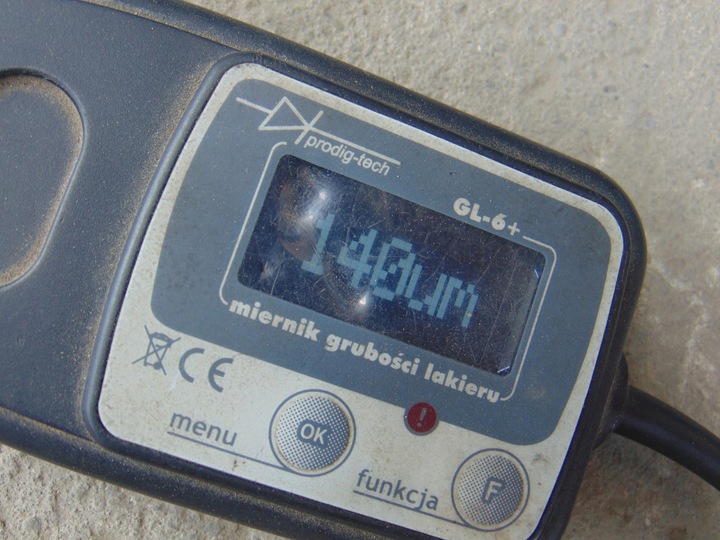 prodig-tech
GL-6+
140um
miernik grubości lakieru
CE
!
menu
OK
funkcja
F